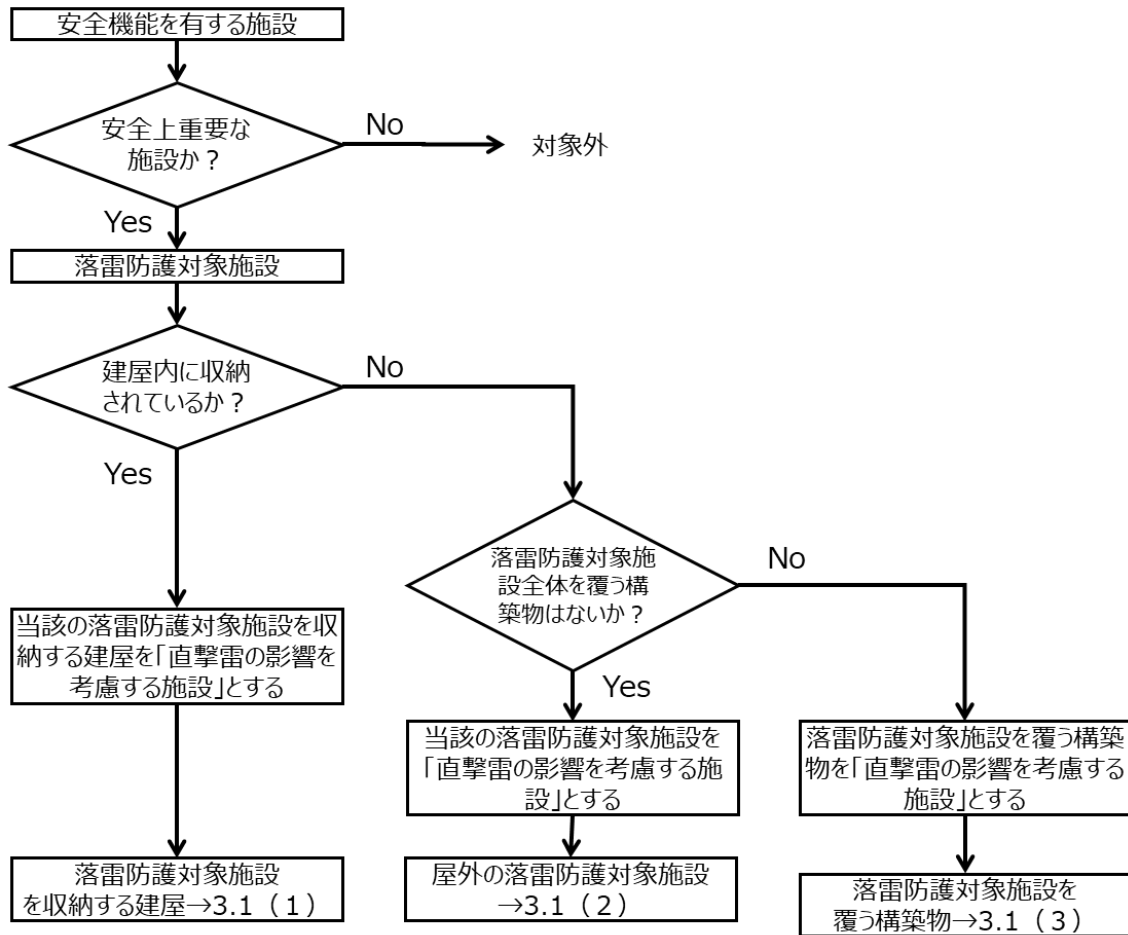 安全機能を有する施設
安全上重要な
施設か？
No
対象外
Yes
落雷防護対象施設
建屋内に収納
されているか？
No
Yes
落雷防護対象施
設全体を覆う構
築物はないか？
No
Yes
当該の落雷防護対象施設を収
納する建屋を「直撃雷の影響を
考慮する施設」とする
当該の落雷防護対象施設を
「直撃雷の影響を考慮する施
設」とする
落雷防護対象施設を覆う構築
物を「直撃雷の影響を考慮する
施設」とする
落雷防護対象施設
を収納する建屋→3.1（1）
屋外の落雷防護対象施設
→3.1（2）
落雷防護対象施設を
覆う構築物→3.1（3）